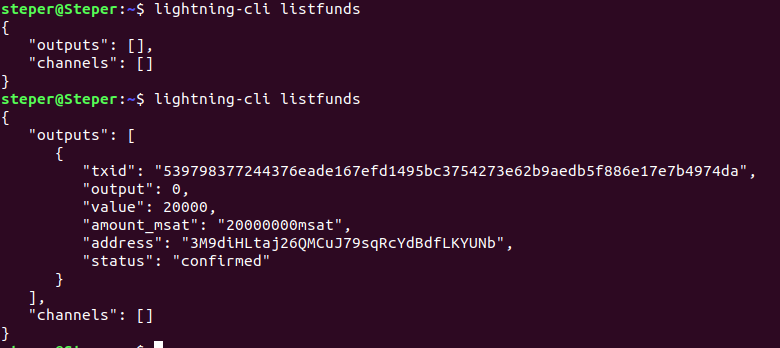 steper@Steper:~$ lightning-cli listfunds
{
   "outputs": [],
   "channels": []
}
steper@Steper:~$ lightning-cli listfunds
{
   "outputs": [
      {
         "txid": "539798377244376eade167efd1495bc3754273e62b9aedb5f886e17e7b4974da",
         "output": 0,
         "value": 20000,
         "amount_msat": "20000000msat",
         "address": "3M9diHLtaj26QMCuJ79sqRcYdBdfLKYUNb",
         "status": "confirmed"
      }
   ],
   "channels": []
}
steper@Steper:~$